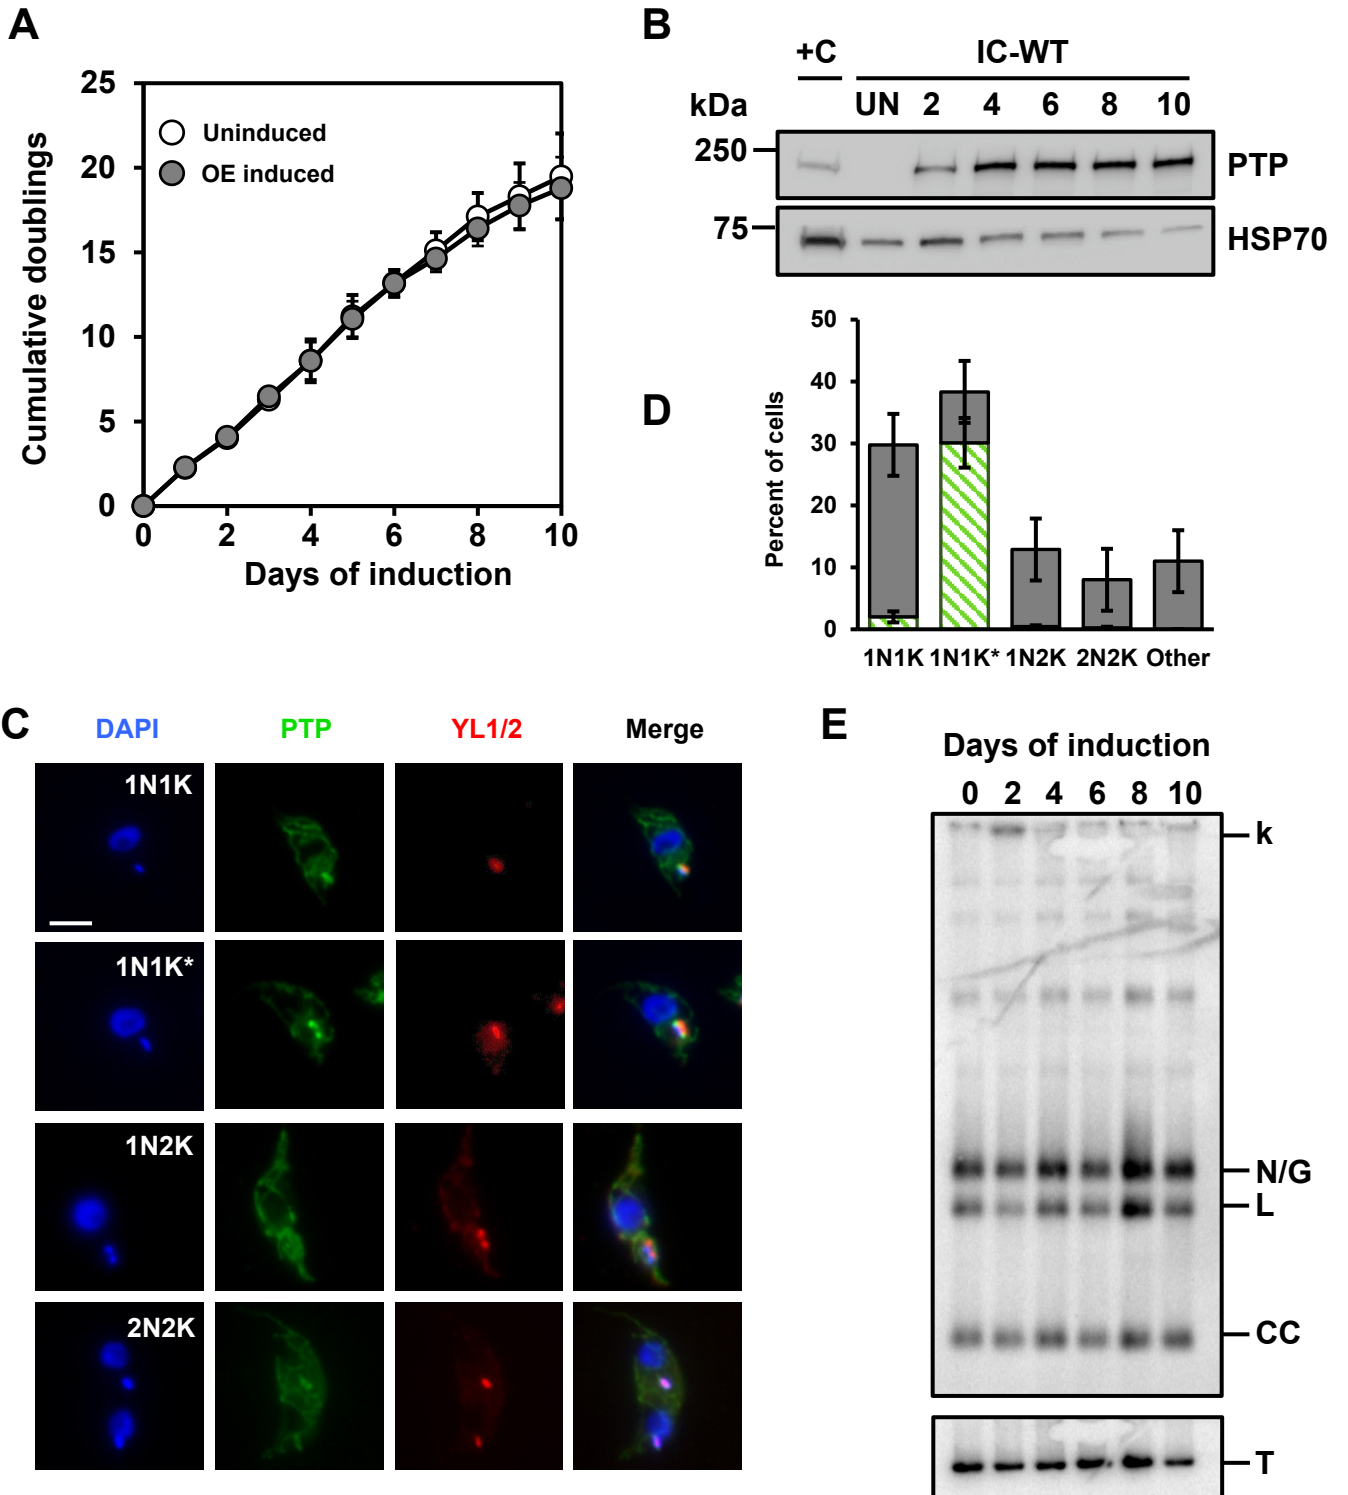 A
25
20
15
10
5
0
Cumulative doublings
Uninduced
OE induced
0 2 4 6 8 10
Days of induction
B
+C IC-WT
kDa UN 2 4 6 8 10
250 PTP
75 HSP70
D
50
40
30
20
10
0
Percent of cells
1N1K 1N1K* 1N2K 2N2K Other
C
DAPI PTP YL1/2 Merge
1N1K
1N1K*
1N2K
2N2K
E
Days of induction
0 2 4 6 8 10
k
N/G
L
CC
T